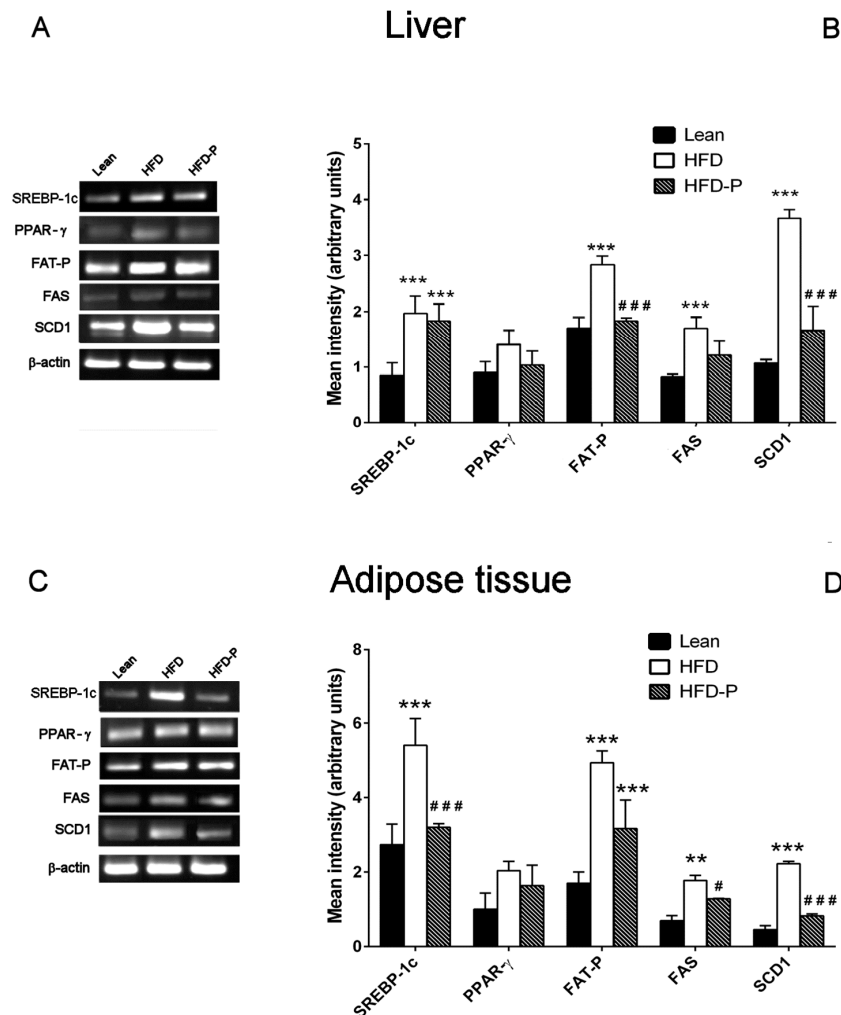 A
Liver
B
Lean HFD HFD-P
SREBP-1c
PPAR-γ
FAT-P
FAS
SCD1
β-actin
Mean intensity (arbitrary units)
5
4
3
2
1
0
Lean
HFD
HFD-P
*** ***
*** ###
***
*** ###
SREBP-1c PPAR-γ FAT-P FAS SCD1
C
Adipose tissue
D
Lean HFD HFD-P
SREBP-1c
PPAR-γ
FAT-P
FAS
SCD1
β-actin
Mean intensity (arbitrary units)
8
6
4
2
0
Lean
HFD
HFD-P
*** ###
*** ***
** #
*** ###
SREBP-1c PPAR-γ FAT-P FAS SCD1